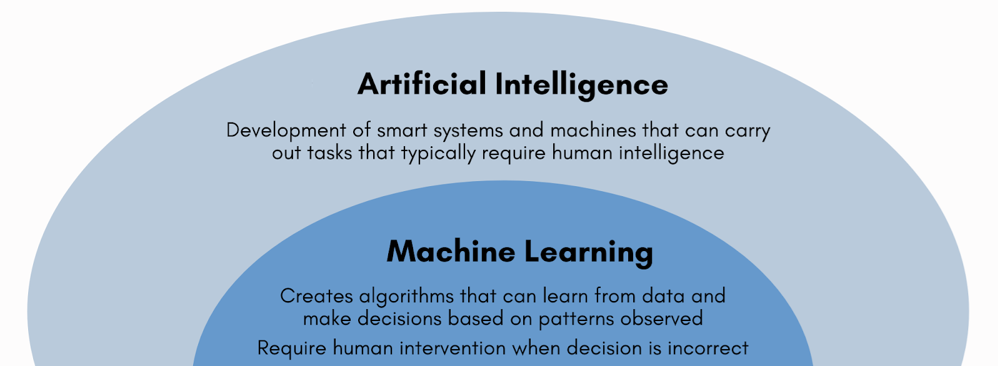 Artificial Intelligence
Development of smart systems and machines that can carry
out tasks that typically require human intelligence
Machine Learning
Creates algorithms that can learn from data and
make decisions based on patterns observed
Require human intervention when decision is incorrect